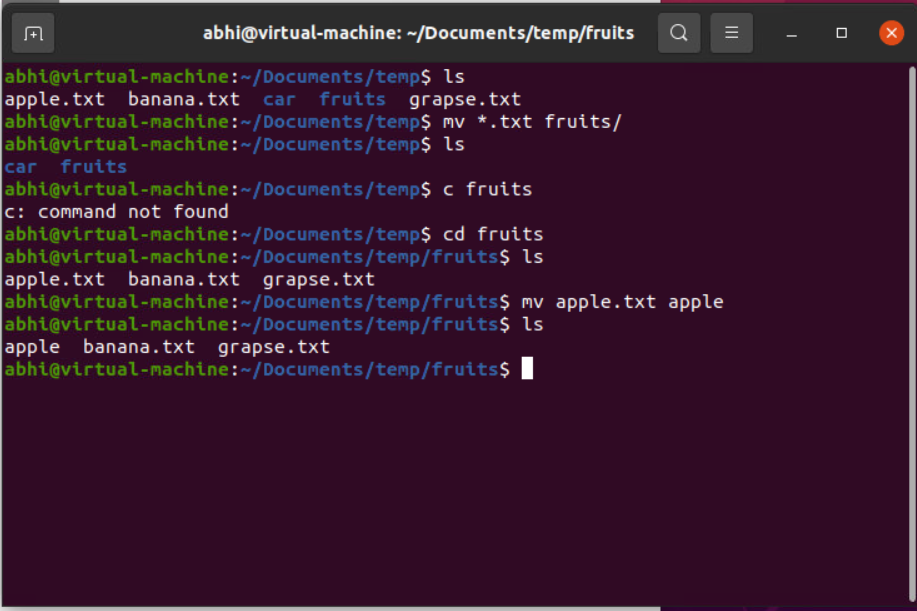 abhi@virtual-machine: ~/Documents/temp/fruits
abhi@virtual-machine:~/Documents/temp$ ls
apple.txt  banana.txt  car  fruits  grapse.txt
abhi@virtual-machine:~/Documents/temp$ mv *.txt fruits/
abhi@virtual-machine:~/Documents/temp$ ls
car  fruits
abhi@virtual-machine:~/Documents/temp$ c fruits
c: command not found
abhi@virtual-machine:~/Documents/temp$ cd fruits
abhi@virtual-machine:~/Documents/temp/fruits$ ls
apple.txt  banana.txt  grapse.txt
abhi@virtual-machine:~/Documents/temp/fruits$ mv apple.txt apple
abhi@virtual-machine:~/Documents/temp/fruits$ ls
apple  banana.txt  grapse.txt
abhi@virtual-machine:~/Documents/temp/fruits$